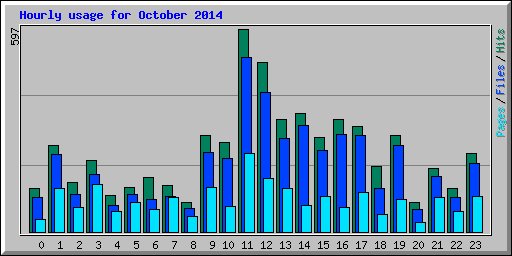 Hourly usage for October 2014
597
Pages / Files / Hits
0 1 2 3 4 5 6 7 8 9 10 11 12 13 14 15 16 17 18 19 20 21 22 23